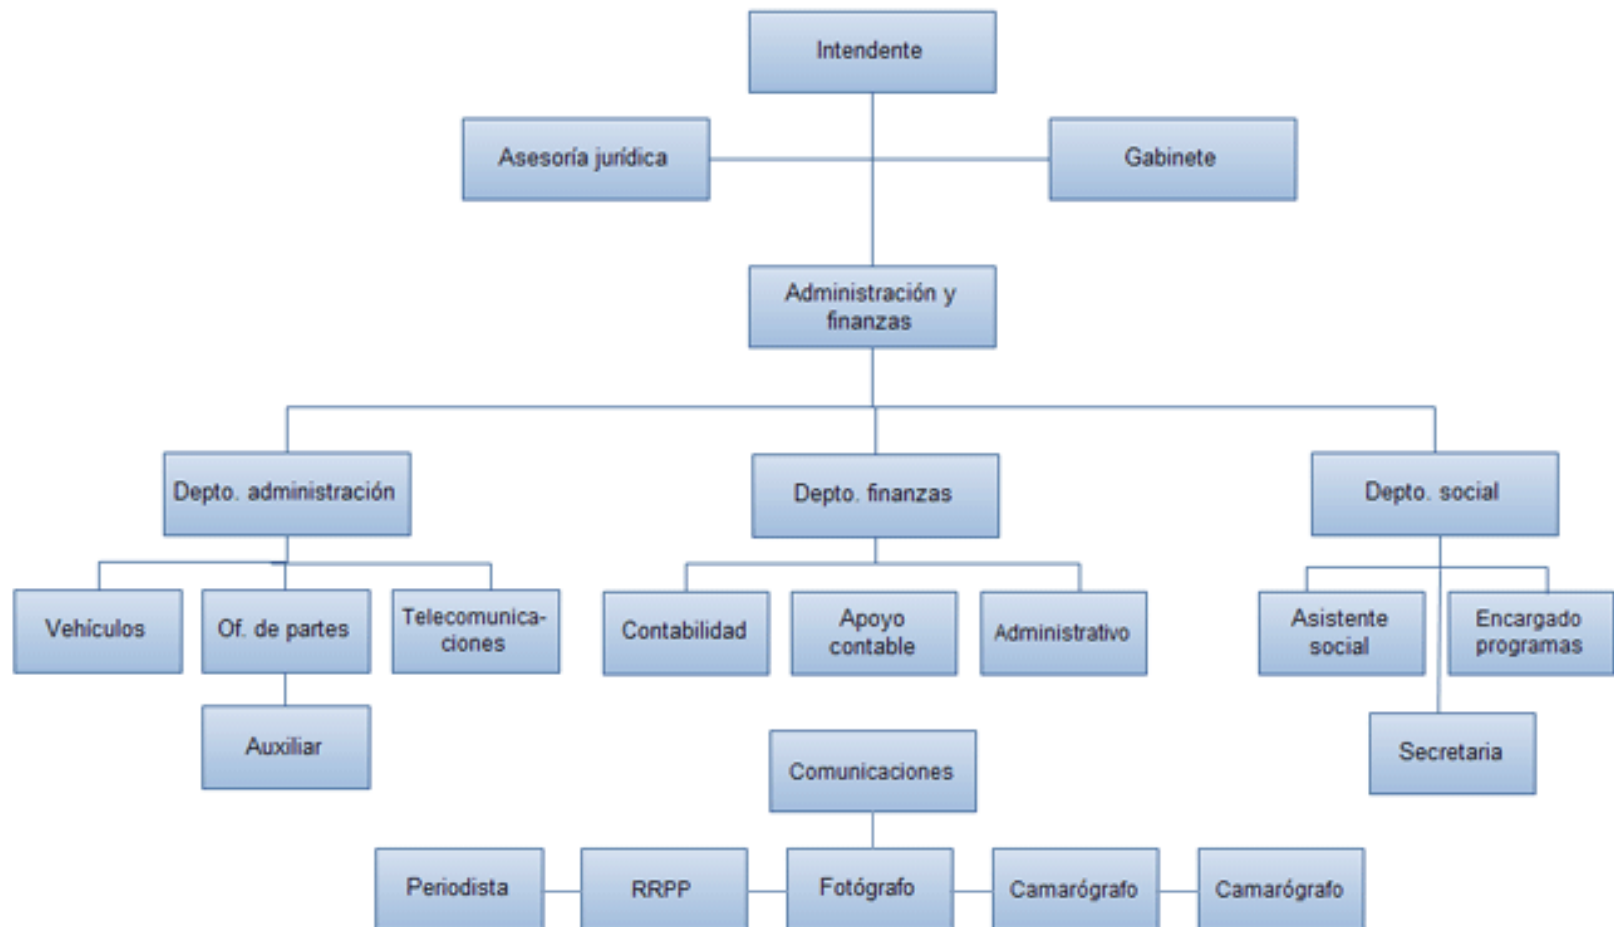 Intendente
Asesoría jurídica
Gabinete
Administración y
finanzas
Depto. administración
Depto. finanzas
Depto. social
Vehículos
Of. de partes
Telecomunica-
ciones
Contabilidad
Apoyo
contable
Administrativo
Asistente
social
Encargado
programas
Auxiliar
Secretaria
Comunicaciones
Periodista
RRPP
Fotógrafo
Camarógrafo
Camarógrafo